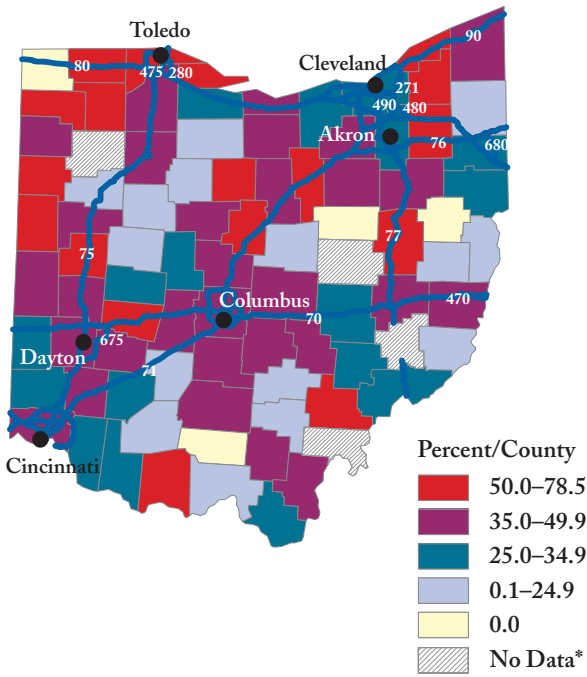 Toledo
90
Cleveland
80
475
280
271
490
480
Akron
76
680
77
75
Columbus
470
70
675
Dayton
71
Cincinnati
Percent/County
50.0–78.5
35.0–49.9
25.0–34.9
0.1–24.9
0.0
No Data*